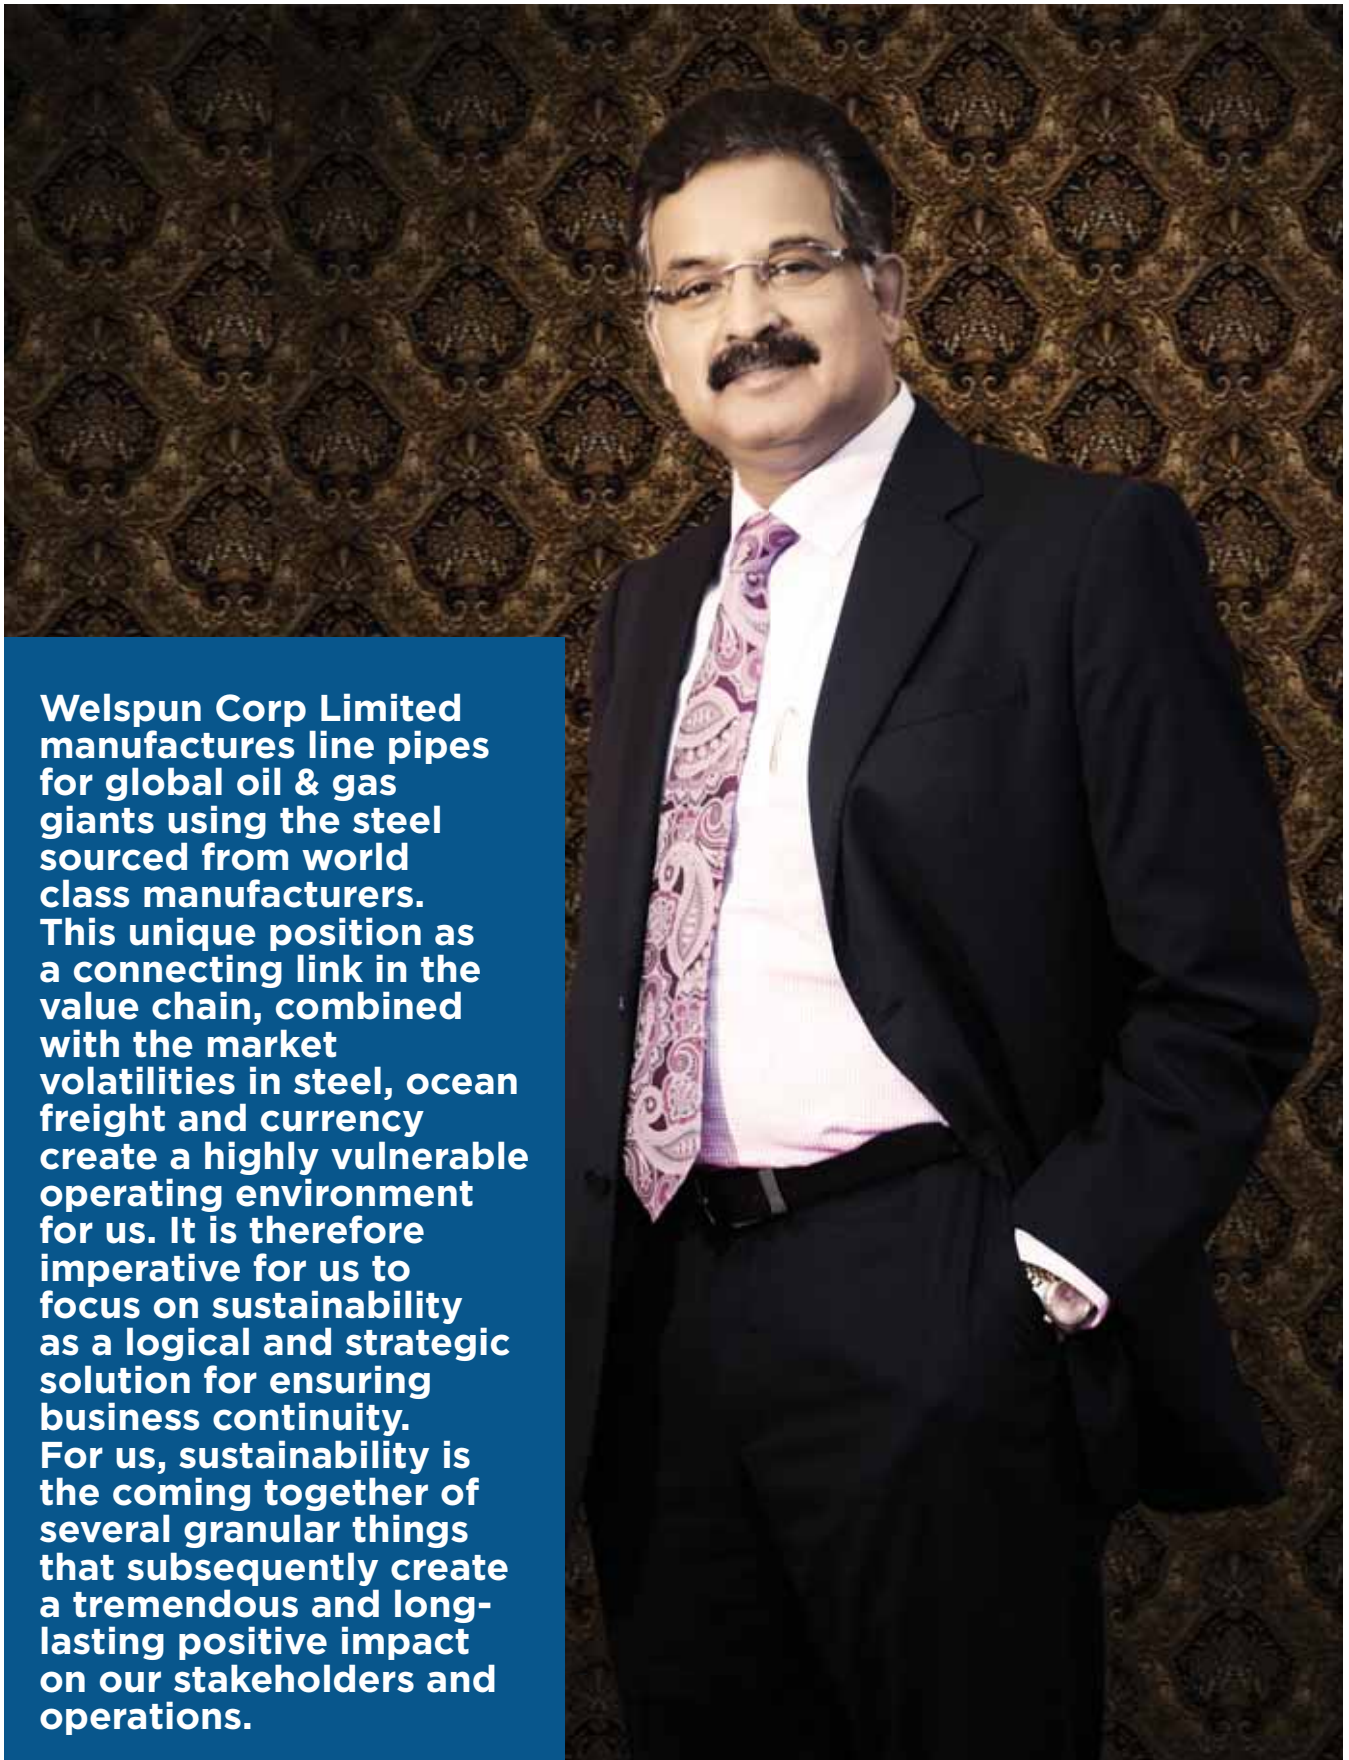 Welspun Corp Limited
manufactures line pipes
for global oil & gas
giants using the steel
sourced from world
class manufacturers.
This unique position as
a connecting link in the
value chain, combined
with the market
volatilities in steel, ocean
freight and currency
create a highly vulnerable
operating environment
for us. It is therefore
imperative for us to
focus on sustainability
as a logical and strategic
solution for ensuring
business continuity.
For us, sustainability is
the coming together of
several granular things
that subsequently create
a tremendous and long-
lasting positive impact
on our stakeholders and
operations.